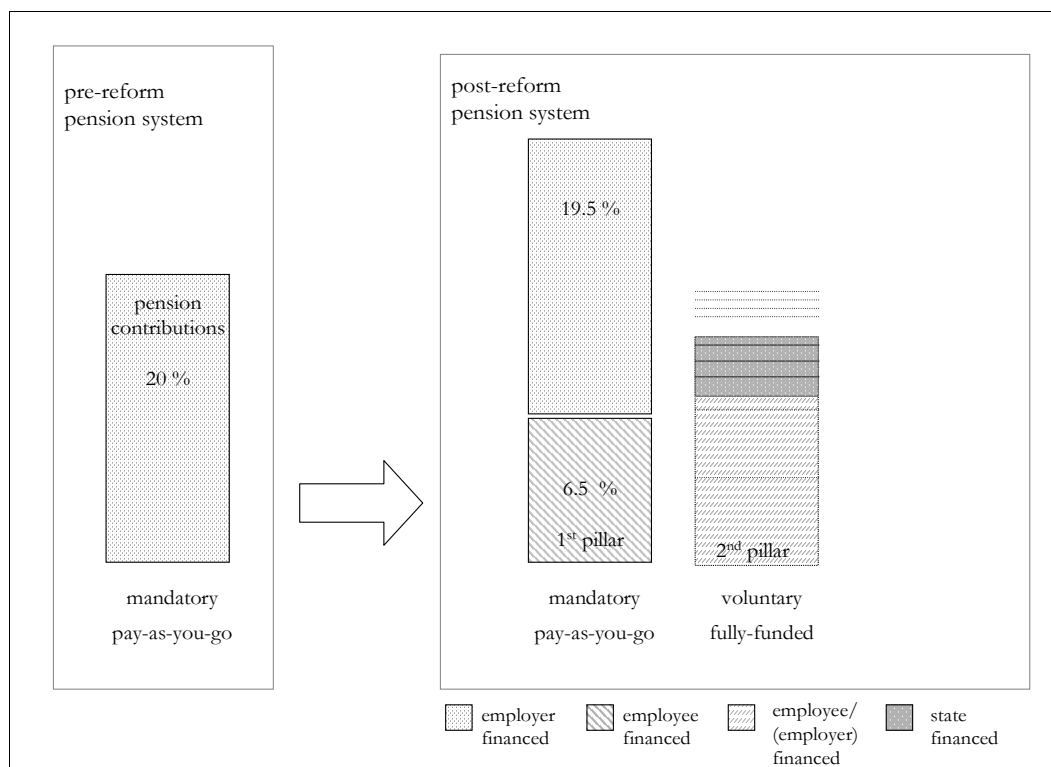 pre-reform
pension system
pension
contributions
20 %
mandatory
pay-as-you-go
post-reform
pension system
19.5 %
6.5 %
1st pillar
mandatory
pay-as-you-go
2nd pillar
voluntary
fully-funded
employer
financed
employee
financed
employee/
(employer)
financed
state
financed